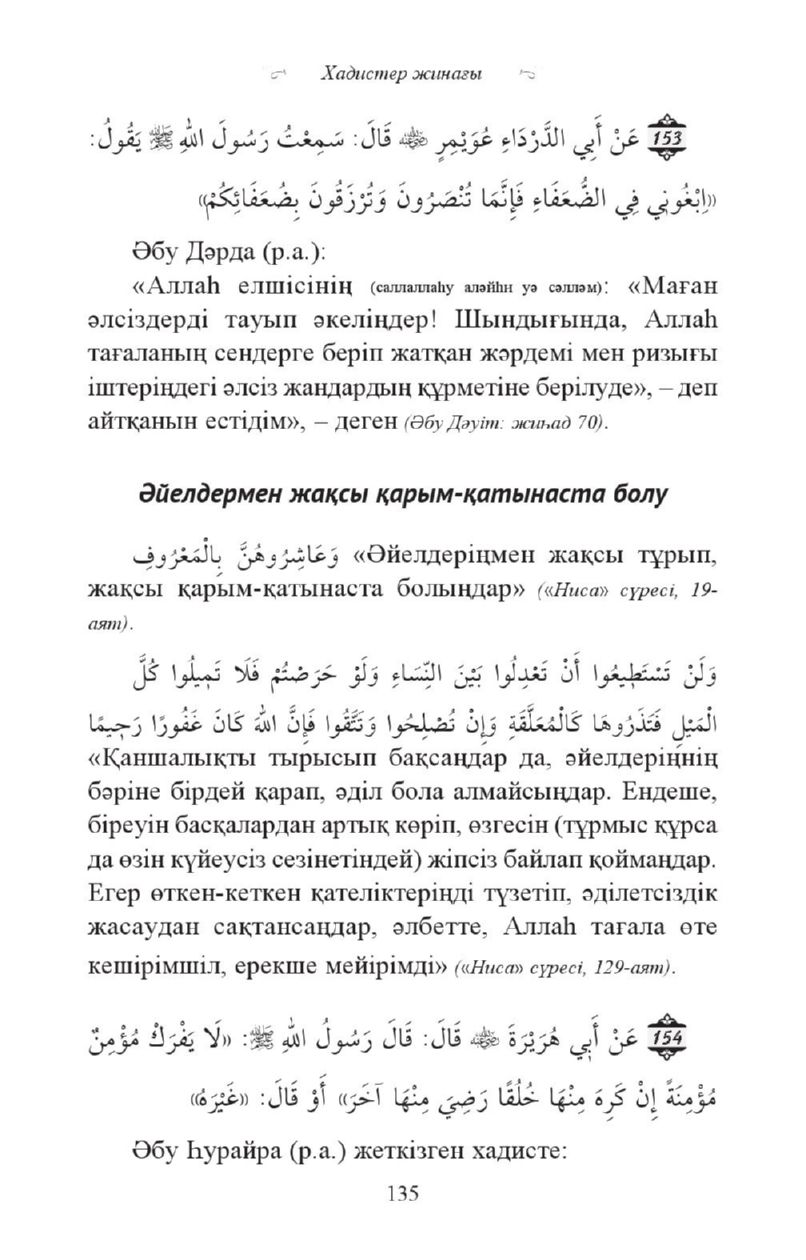 Хадистер жинағы
153 عَنْ أَبِي الدَّرْدَاءِ عُوَيْمِرٍ ﷺ قَالَ: سَمِعْتُ رَسُولَ اللهِ ﷺ يَقُولُ:
«اِبْغُونِي فِي الضُّعَفَاءِ فَإِنَّمَا تُنْصَرُونَ وَتُرْزَقُونَ بِضُعَفَائِكُمْ»
Әбу Дәрда (р.а.):
«Аллаһ елшісінің (саллаллаһу аләйһи уә сәлләм): «Маған
әлсіздерді тауып әкеліңдер! Шындығында, Аллаһ
тағаланың сендерге беріп жатқан жәрдемі мен ризығы
іштеріңдегі әлсіз жандардың құрметіне берілуде», – деп
айтқанын естідім», – деген (Әбу Дәуіт: жиһад 70).
Әйелдермен жақсы қарым-қатынаста болу
وَعَاشِرُوهُنَّ بِالْمَعْرُوفِ «Әйелдеріңмен жақсы тұрып,
жақсы қарым-қатынаста болыңдар» («Ниса» сүресі, 19-
аят).
وَلَنْ تَسْتَطِيعُوا أَنْ تَعْدِلُوا بَيْنَ النِّسَاءِ وَلَوْ حَرَصْتُمْ فَلَا تَمِيلُوا كُلَّ
الْمَيْلِ فَتَذَرُوهَا كَالْمُعَلَّقَةِ وَإِنْ تُصْلِحُوا وَتَتَّقُوا فَإِنَّ اللهَ كَانَ غَفُورًا رَحِيمًا
«Қаншалықты тырысып бақсаңдар да, әйелдеріңнің
бәріне бірдей қарап, әділ бола алмайсыңдар. Ендеше,
біреуін басқалардан артық көріп, өзгесін (тұрмыс құрса
да өзін күйеусіз сезінетіндей) жіпсіз байлап қоймаңдар.
Егер өткен-кеткен қателіктеріңді түзетіп, әділетсіздік
жасаудан сақтансаңдар, әлбетте, Аллаһ тағала өте
кешірімшіл, ерекше мейірімді» («Ниса» сүресі, 129-аят).
154 عَنْ أَبِي هُرَيْرَةَ ﵁ قَالَ: قَالَ رَسُولُ اللهِ ﷺ: «لَا يَفْرَكْ مُؤْمِنٌ
مُؤْمِنَةً إِنْ كَرِهَ مِنْهَا خُلُقًا رَضِيَ مِنْهَا آخَرَ» أَوْ قَالَ: «غَيْرَهُ»
Әбу Һурайра (р.а.) жеткізген хадисте:
135